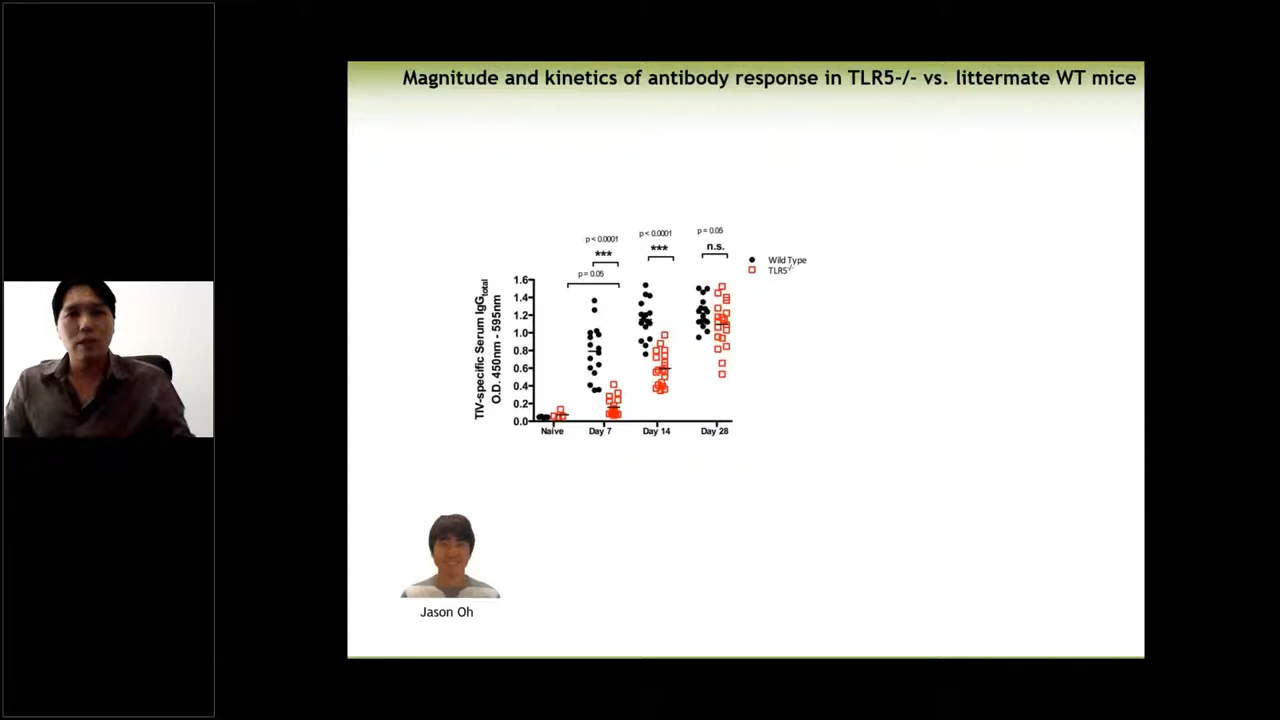 Magnitude and kinetics of antibody response in TLR5-/- vs. littermate WT mice
p < 0.0001
***
p = 0.05
p < 0.0001
***
p = 0.05
n.s.
Wild Type
TLR5-/-
TIV-specific Serum IgGtotal
O.D. 450nm - 595nm
1.6
1.4
1.2
1.0
0.8
0.6
0.4
0.2
0.0
Naive Day 7 Day 14 Day 28
Jason Oh